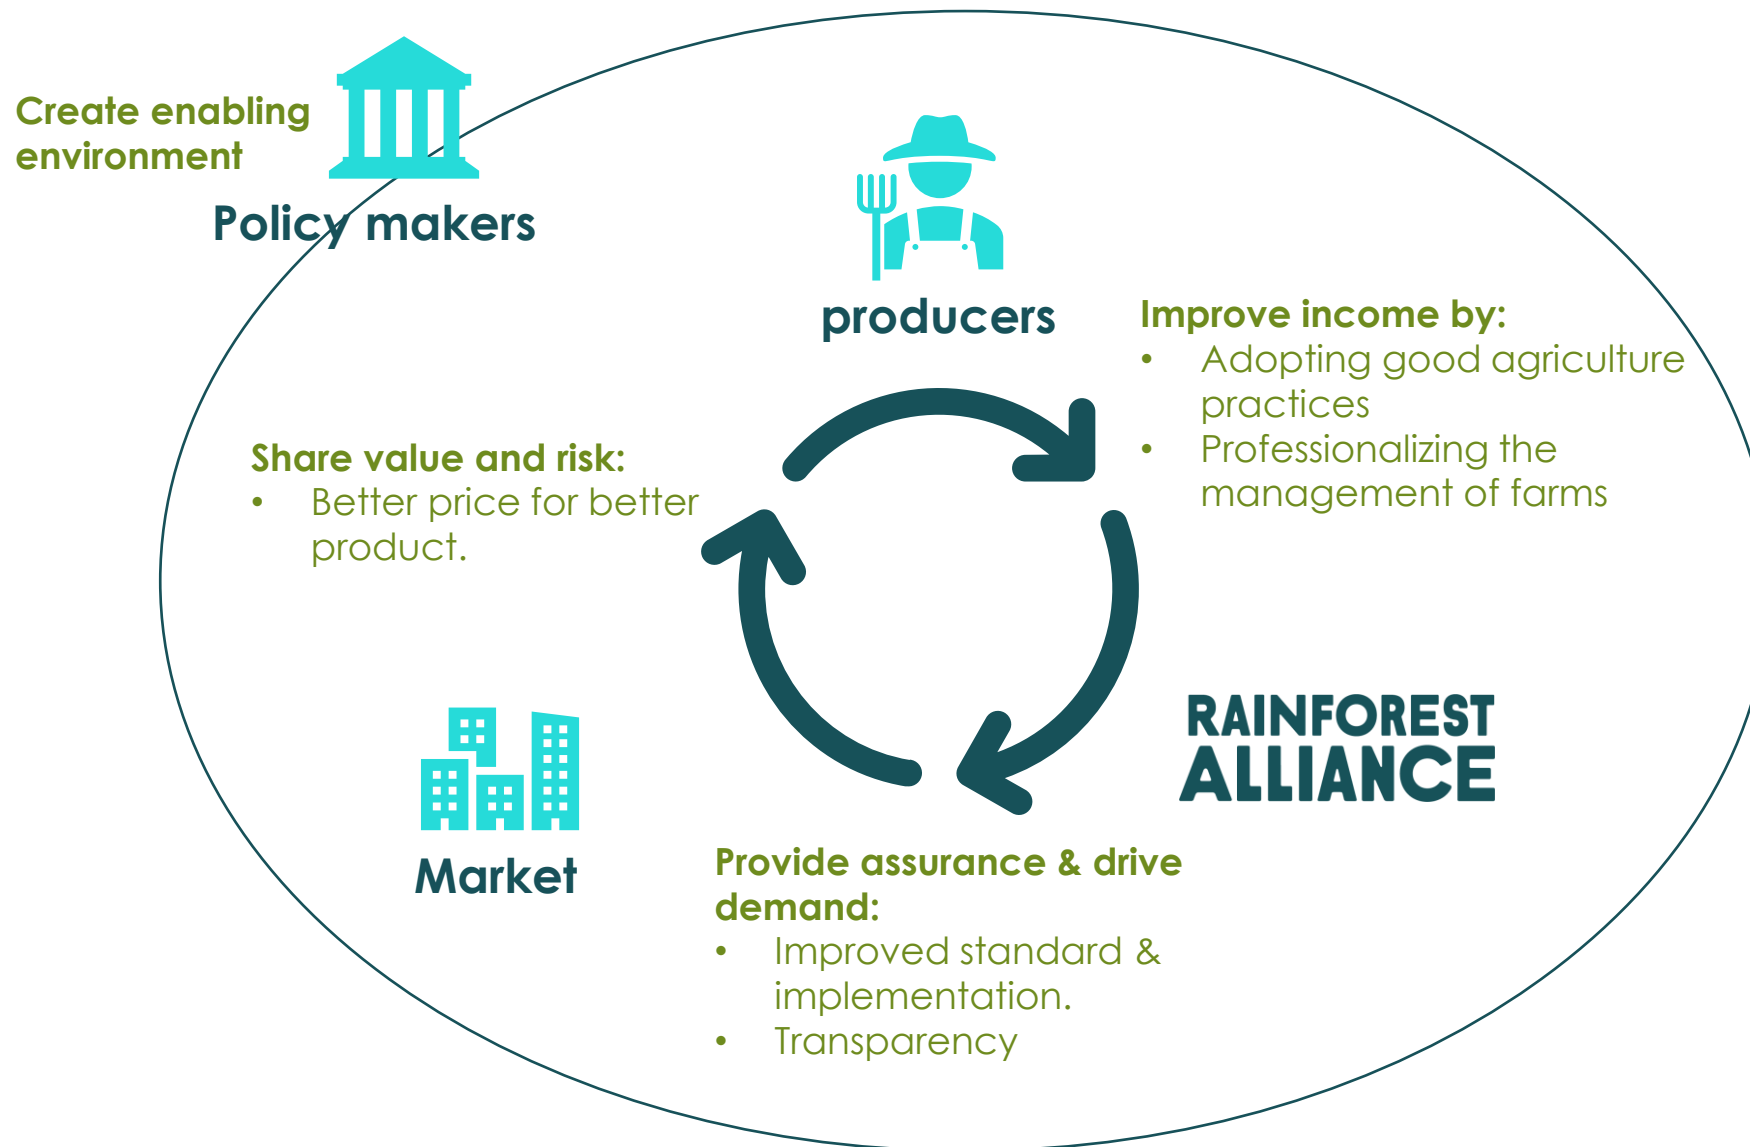 Create enabling
environment
Policy makers
producers
Improve income by:
• Adopting good agriculture
practices
• Professionalizing the
management of farms
Share value and risk:
• Better price for better
product.
RAINFOREST
ALLIANCE
Market
Provide assurance & drive
demand:
• Improved standard &
implementation.
• Transparency